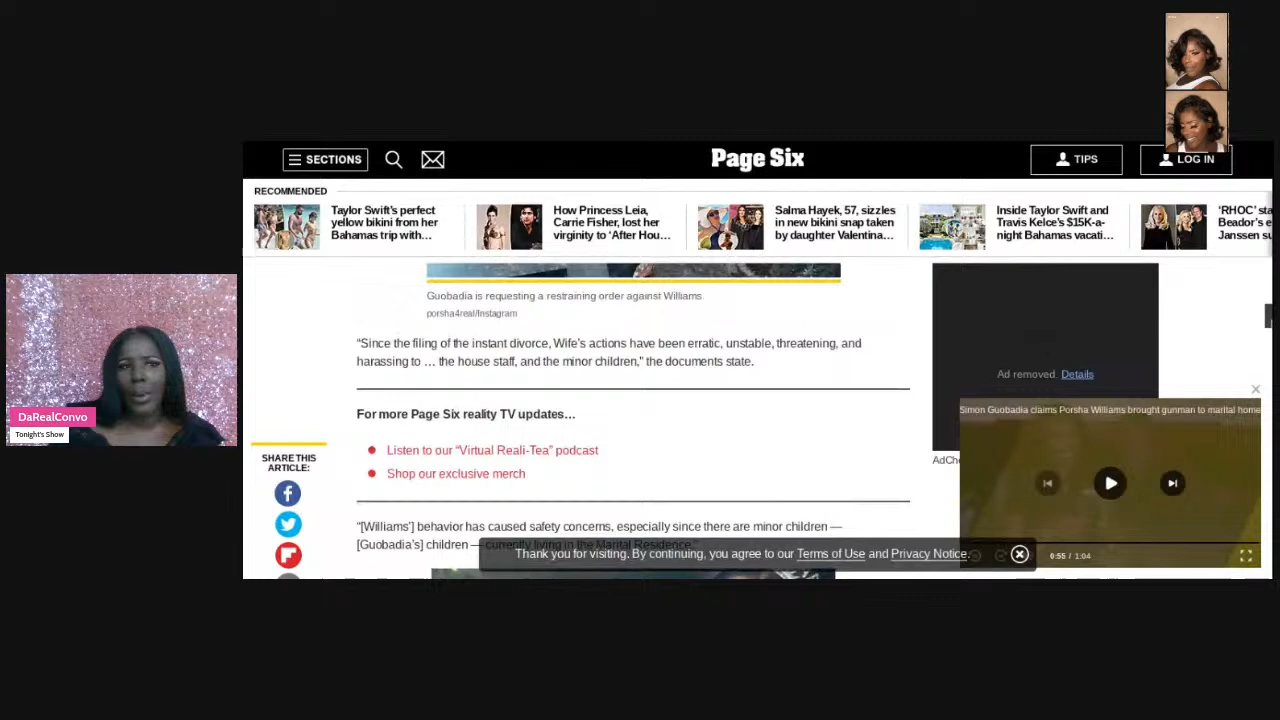 SECTIONS
Page Six
TIPS
LOG IN
RECOMMENDED
Taylor Swift's perfect
yellow bikini from her
Bahamas trip with…
How Princess Leia,
Carrie Fisher, lost her
virginity to 'After Hou…
Salma Hayek, 57, sizzles
in new bikini snap taken
by daughter Valentina…
Inside Taylor Swift and
Travis Kelce's $15K-a-
night Bahamas vacati…
'RHOC' sta
Beador's e
Janssen su
Guobadia is requesting a restraining order against Williams.
porsha4real/Instagram
“Since the filing of the instant divorce, Wife's actions have been erratic, unstable, threatening, and
harassing to … the house staff, and the minor children,” the documents state.
For more Page Six reality TV updates…
Listen to our “Virtual Reali-Tea” podcast
Shop our exclusive merch
“[Williams'] behavior has caused safety concerns, especially since there are minor children —
[Guobadia's] children — currently living in the Marital Residence.”
Thank you for visiting. By continuing, you agree to our Terms of Use and Privacy Notice.
SHARE THIS
ARTICLE:
Ad removed. Details
AdCho
Simon Guobadia claims Porsha Williams brought gunman to marital home
0:55 / 1:04
DaRealConvo
Tonight's Show